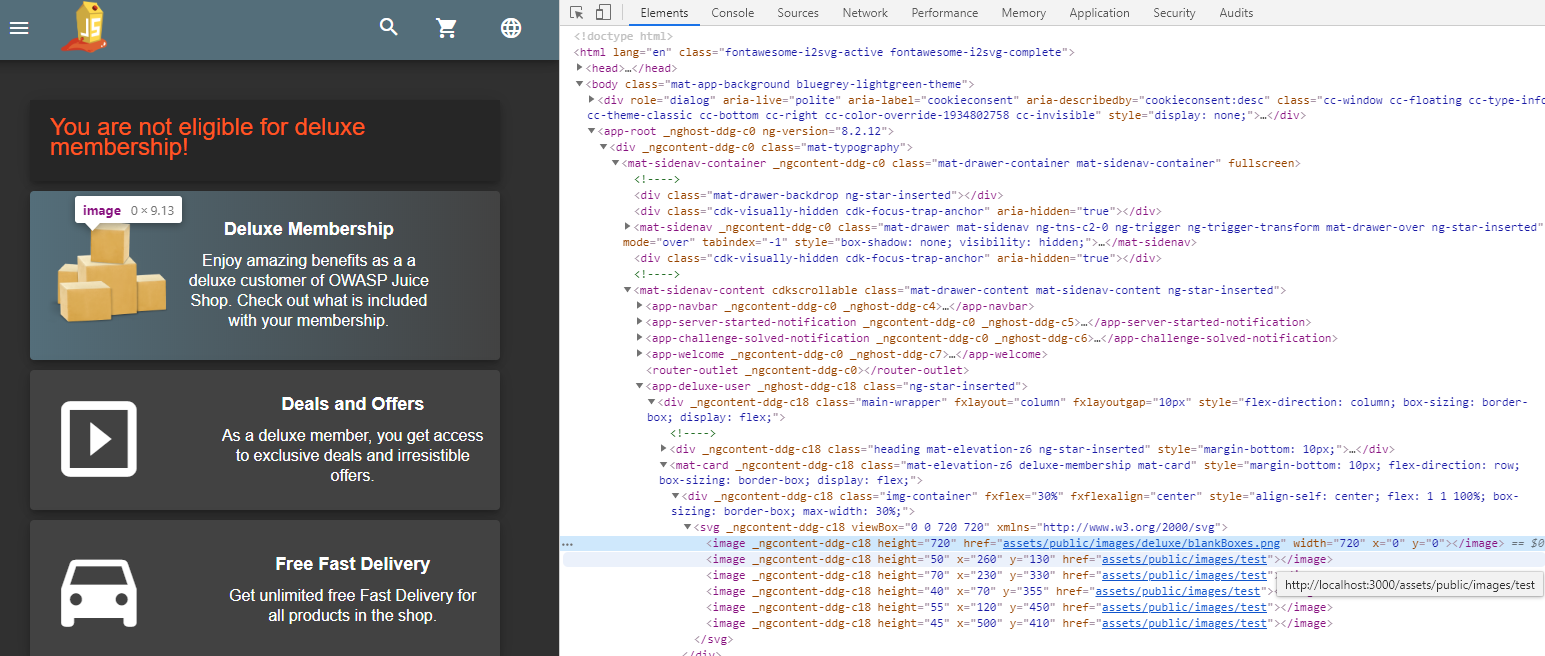 JS
You are not eligible for deluxe
membership!
image 0 × 9.13
Deluxe Membership
Enjoy amazing benefits as a a
deluxe customer of OWASP Juice
Shop. Check out what is included
with your membership.
Deals and Offers
As a deluxe member, you get access
to exclusive deals and irresistible
offers.
Free Fast Delivery
Get unlimited free Fast Delivery for
all products in the shop.
Elements Console Sources Network Performance Memory Application Security Audits
<!doctype html>
<html lang="en" class="fontawesome-i2svg-active fontawesome-i2svg-complete">
<head>…</head>
<body class="mat-app-background bluegrey-lightgreen-theme">
<div role="dialog" aria-live="polite" aria-label="cookieconsent" aria-describedby="cookieconsent:desc" class="cc-window cc-floating cc-type-info
cc-theme-classic cc-bottom cc-right cc-color-override-1934802758 cc-invisible" style="display: none;">…</div>
<app-root _nghost-ddg-c0 ng-version="8.2.12">
<div _ngcontent-ddg-c0 class="mat-typography">
<mat-sidenav-container _ngcontent-ddg-c0 class="mat-drawer-container mat-sidenav-container" fullscreen>
<!---->
<div class="mat-drawer-backdrop ng-star-inserted"></div>
<div class="cdk-visually-hidden cdk-focus-trap-anchor" aria-hidden="true"></div>
<mat-sidenav _ngcontent-ddg-c0 class="mat-drawer mat-sidenav ng-tns-c2-0 ng-trigger ng-trigger-transform mat-drawer-over ng-star-inserted"
mode="over" tabindex="-1" style="box-shadow: none; visibility: hidden;">…</mat-sidenav>
<div class="cdk-visually-hidden cdk-focus-trap-anchor" aria-hidden="true"></div>
<!---->
<mat-sidenav-content cdkscrollable class="mat-drawer-content mat-sidenav-content ng-star-inserted">
<app-navbar _ngcontent-ddg-c0 _nghost-ddg-c4>…</app-navbar>
<app-server-started-notification _ngcontent-ddg-c0 _nghost-ddg-c5>…</app-server-started-notification>
<app-challenge-solved-notification _ngcontent-ddg-c0 _nghost-ddg-c6>…</app-challenge-solved-notification>
<app-welcome _ngcontent-ddg-c0 _nghost-ddg-c7>…</app-welcome>
<router-outlet _ngcontent-ddg-c0></router-outlet>
<app-deluxe-user _nghost-ddg-c18 class="ng-star-inserted">
<div _ngcontent-ddg-c18 class="main-wrapper" fxlayout="column" fxlayoutgap="10px" style="flex-direction: column; box-sizing: border-
box; display: flex;">
<!---->
<div _ngcontent-ddg-c18 class="heading mat-elevation-z6 ng-star-inserted" style="margin-bottom: 10px;">…</div>
<mat-card _ngcontent-ddg-c18 class="mat-elevation-z6 deluxe-membership mat-card" style="margin-bottom: 10px; flex-direction: row;
box-sizing: border-box; display: flex;">
<div _ngcontent-ddg-c18 class="img-container" fxflex="30%" fxflexalign="center" style="align-self: center; flex: 1 1 100%; box-
sizing: border-box; max-width: 30%;">
<svg _ngcontent-ddg-c18 viewBox="0 0 720 720" xmlns="http://www.w3.org/2000/svg">
… <image _ngcontent-ddg-c18 height="720" href="assets/public/images/deluxe/blankBoxes.png" width="720" x="0" y="0"></image> == $0
<image _ngcontent-ddg-c18 height="50" x="260" y="130" href="assets/public/images/test"></image>
<image _ngcontent-ddg-c18 height="70" x="230" y="330" href="assets/public/images/test"></image>
http://localhost:3000/assets/public/images/test
<image _ngcontent-ddg-c18 height="40" x="70" y="355" href="assets/public/images/test">
<image _ngcontent-ddg-c18 height="55" x="120" y="450" href="assets/public/images/test"></image>
<image _ngcontent-ddg-c18 height="45" x="500" y="410" href="assets/public/images/test"></image>
</svg>
</div>